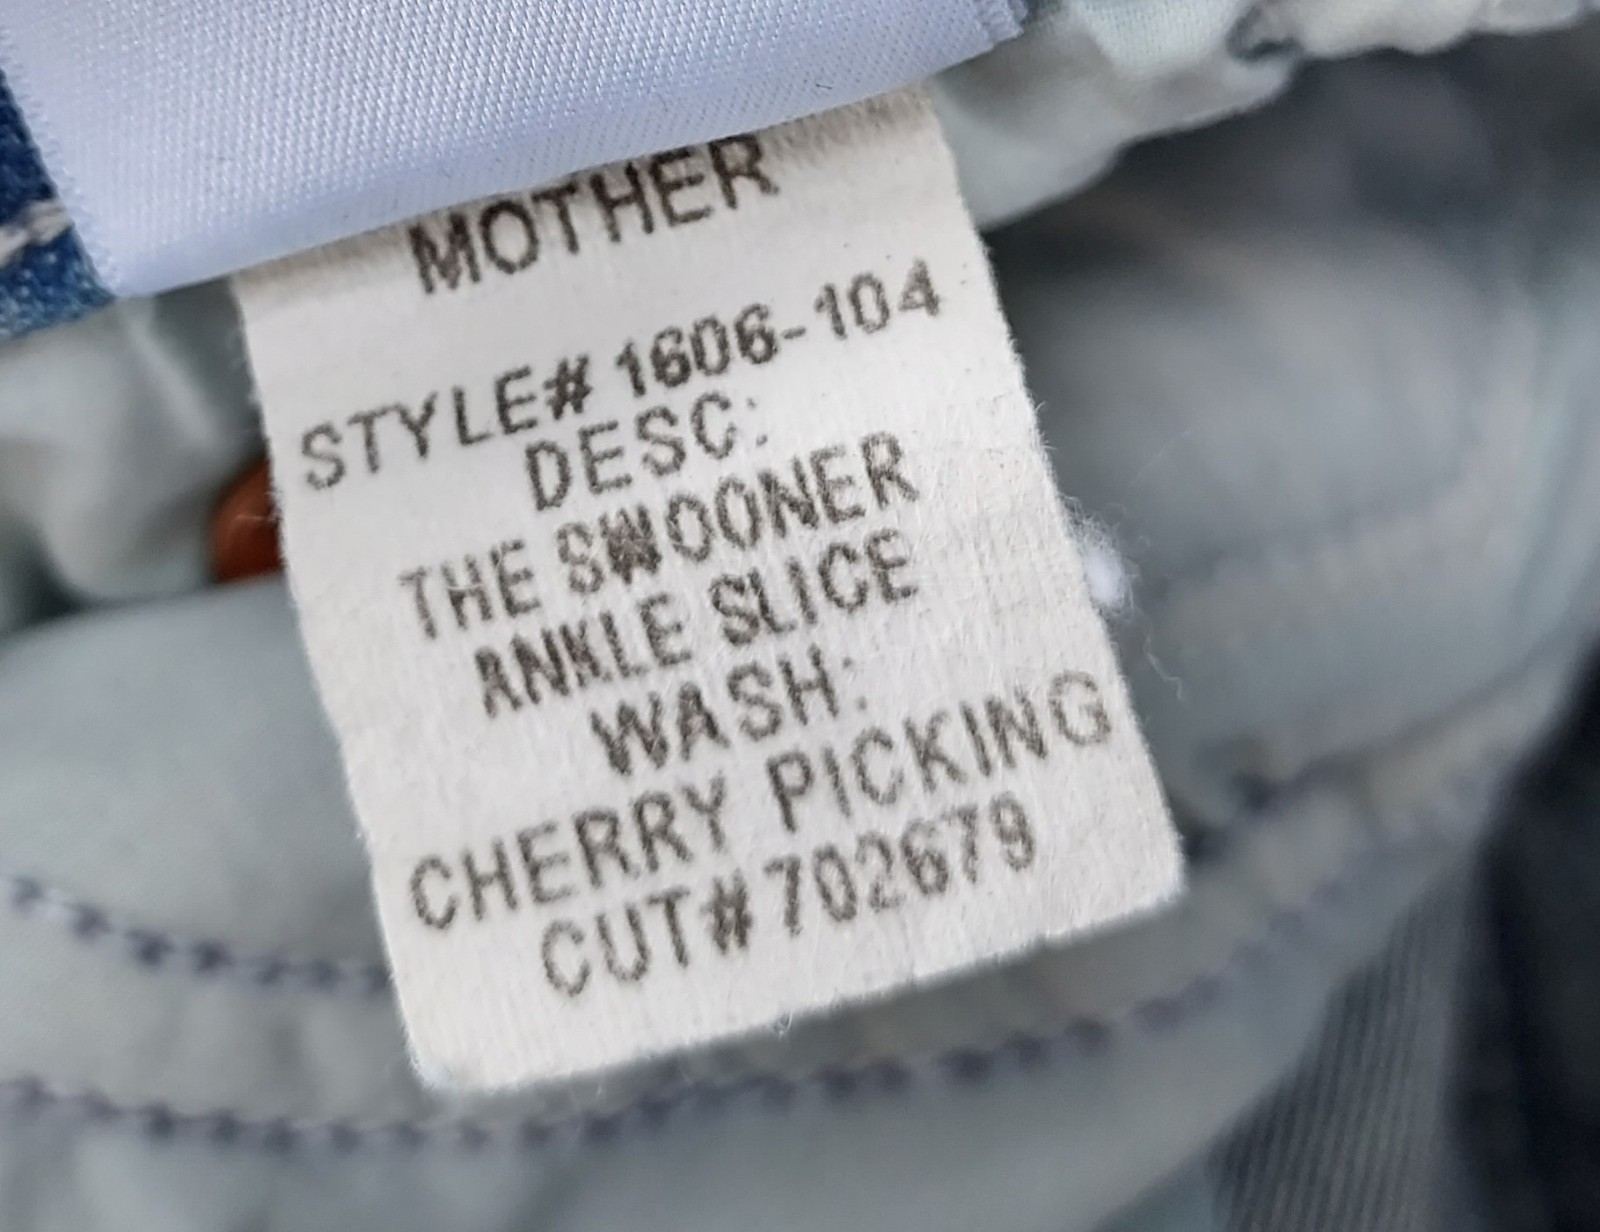 MOTHER
STYLE# 1606-104
DESC:
THE SWOONER
ANKLE SLICE
WASH:
CHERRY PICKING
CUT# 702679